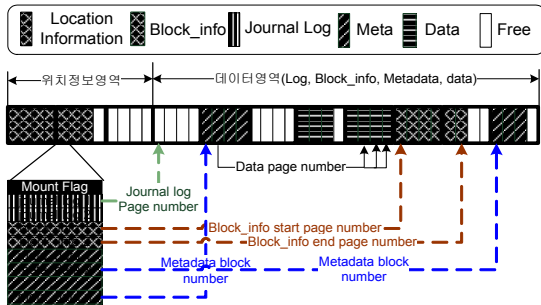 Location Information
Block_info
Journal Log
Meta
Data
Free
위치정보영역
데이터영역(Log, Block_info, Metadata, data)
Data page number
Mount Flag
Journal log
Page number
Block_info start page number
Block_info end page number
Metadata block
number
Metadata block
number